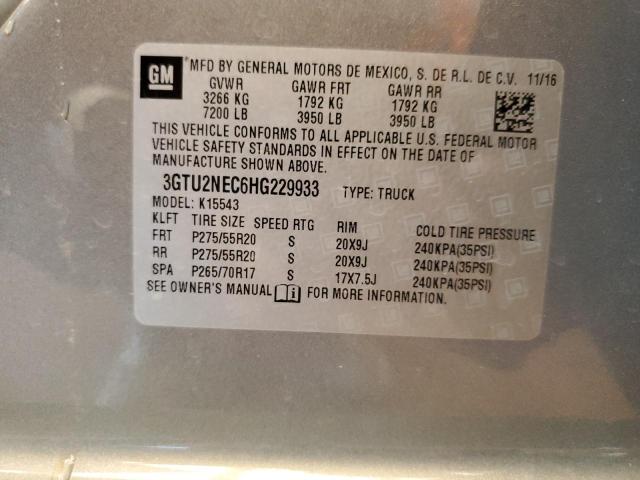 GM MFD BY GENERAL MOTORS DE MEXICO, S. DE R.L. DE C.V. 11/16
GVWR GAWR FRT GAWR RR
3266 KG 1792 KG 1792 KG
7200 LB 3950 LB 3950 LB
THIS VEHICLE CONFORMS TO ALL APPLICABLE U.S. FEDERAL MOTOR
VEHICLE SAFETY STANDARDS IN EFFECT ON THE DATE OF
MANUFACTURE SHOWN ABOVE.
3GTU2NEC6HG229933 TYPE: TRUCK
MODEL: K15543
KLFT TIRE SIZE SPEED RTG RIM COLD TIRE PRESSURE
FRT P275/55R20 S 20X9J 240KPA(35PSI)
RR P275/55R20 S 20X9J 240KPA(35PSI)
SPA P265/70R17 S 17X7.5J 240KPA(35PSI)
SEE OWNER'S MANUAL FOR MORE INFORMATION.